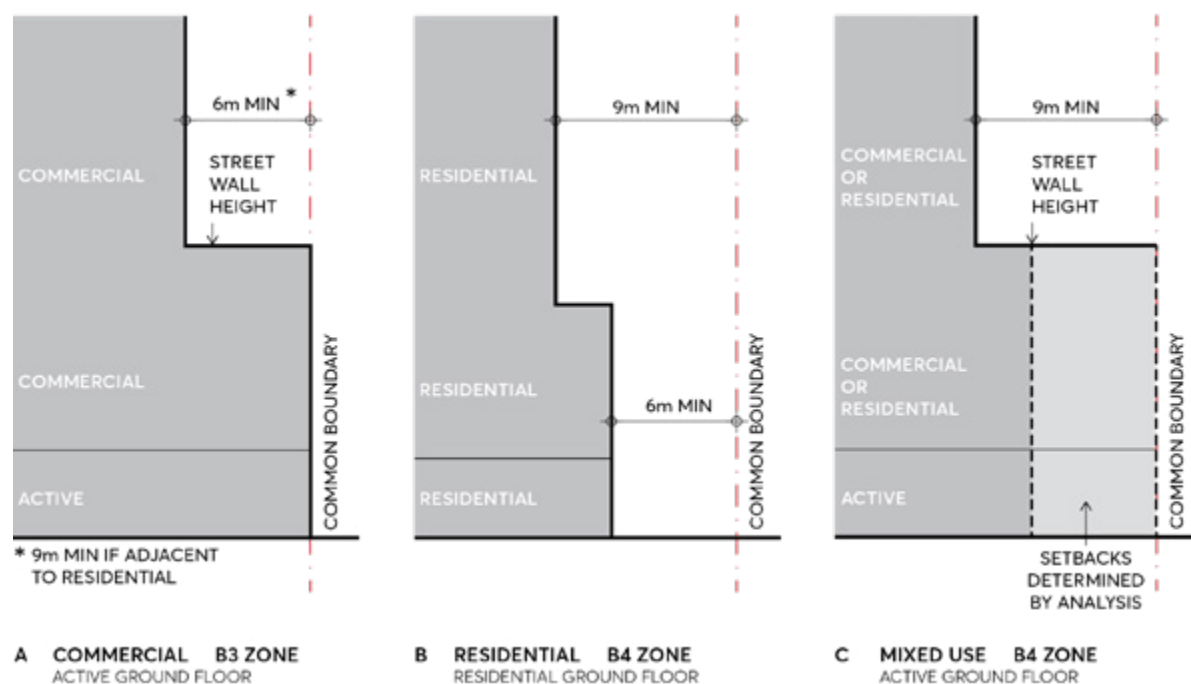 6m MIN *
STREET
WALL
HEIGHT
COMMERCIAL
COMMERCIAL
ACTIVE
COMMON BOUNDARY
* 9m MIN IF ADJACENT
TO RESIDENTIAL
A COMMERCIAL B3 ZONE
ACTIVE GROUND FLOOR
9m MIN
RESIDENTIAL
RESIDENTIAL
6m MIN
RESIDENTIAL
COMMON BOUNDARY
B RESIDENTIAL B4 ZONE
RESIDENTIAL GROUND FLOOR
9m MIN
COMMERCIAL
OR
RESIDENTIAL
STREET
WALL
HEIGHT
COMMERCIAL
OR
RESIDENTIAL
ACTIVE
COMMON BOUNDARY
SETBACKS
DETERMINED
BY ANALYSIS
C MIXED USE B4 ZONE
ACTIVE GROUND FLOOR